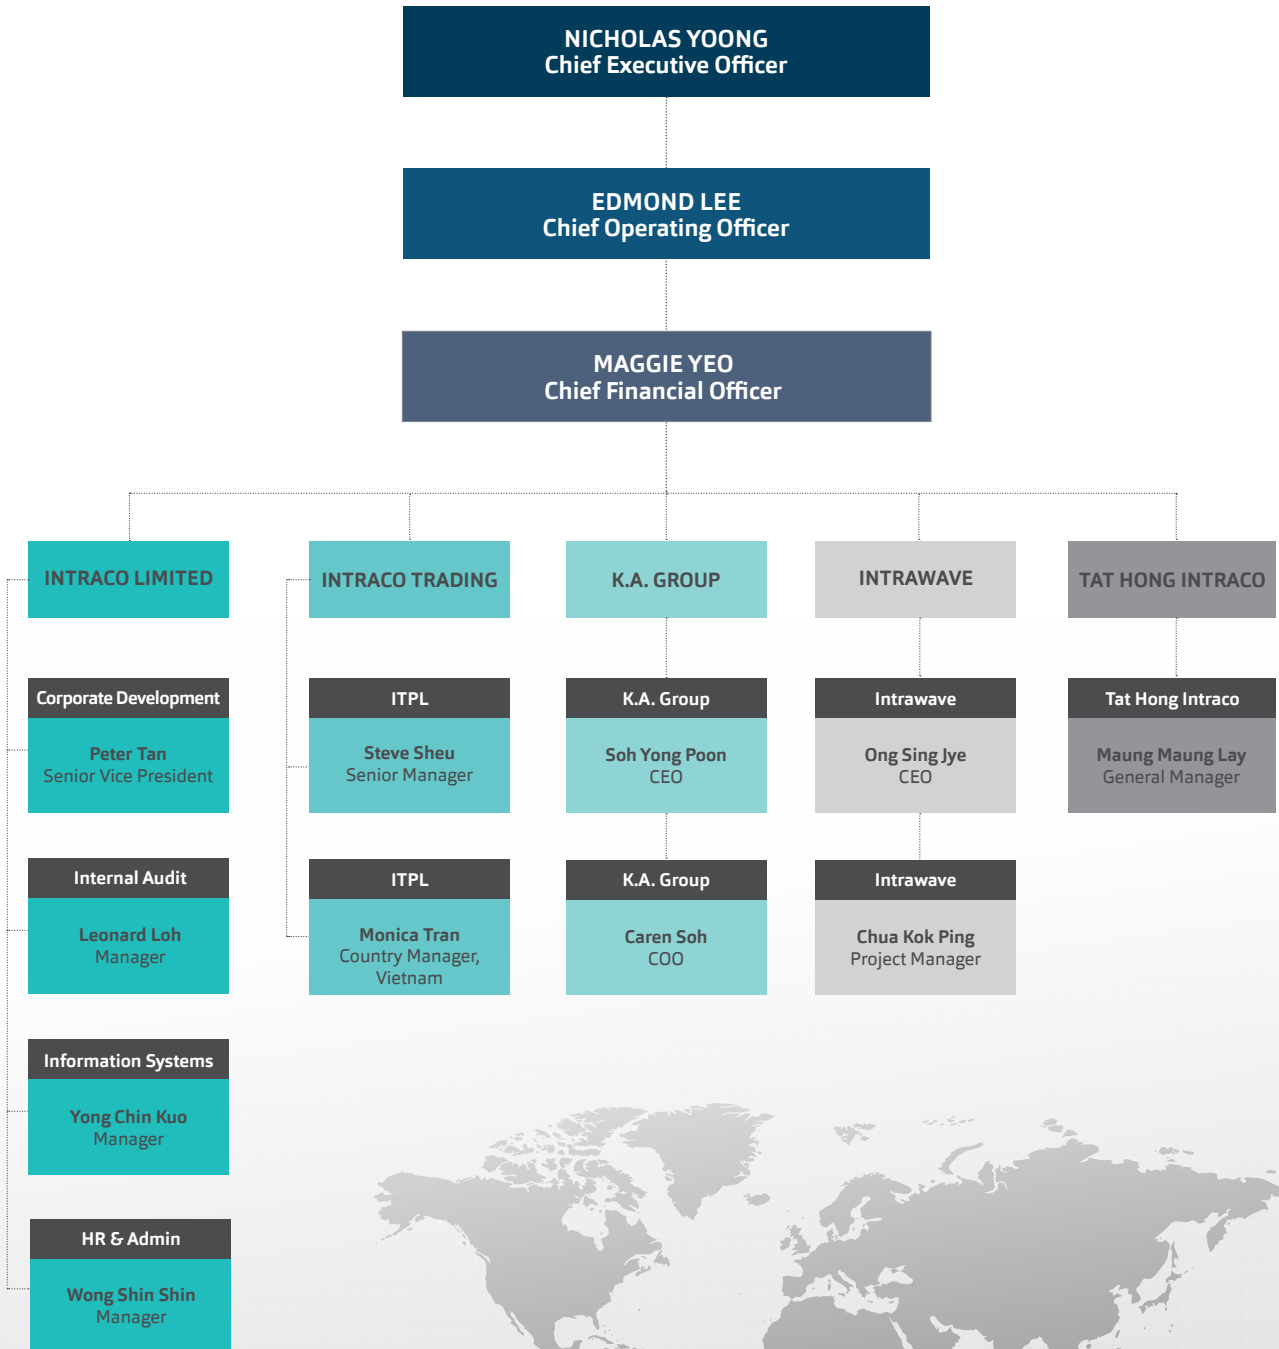 NICHOLAS YOONG
Chief Executive Officer
EDMOND LEE
Chief Operating Officer
MAGGIE YEO
Chief Financial Officer
INTRACO LIMITED
INTRACO TRADING
K.A. GROUP
INTRAWAVE
TAT HONG INTRACO
Corporate Development
Peter Tan
Senior Vice President
ITPL
Steve Sheu
Senior Manager
K.A. Group
Soh Yong Poon
CEO
Intrawave
Ong Sing Jye
CEO
Tat Hong Intraco
Maung Maung Lay
General Manager
Internal Audit
Leonard Loh
Manager
ITPL
Monica Tran
Country Manager,
Vietnam
K.A. Group
Caren Soh
COO
Intrawave
Chua Kok Ping
Project Manager
Information Systems
Yong Chin Kuo
Manager
HR & Admin
Wong Shin Shin
Manager